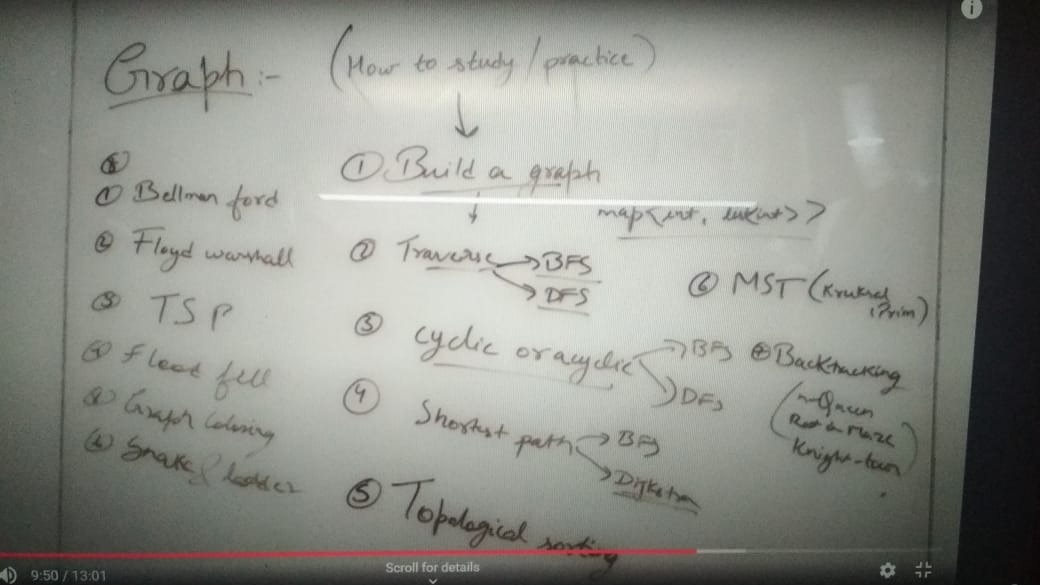 Graph :- (How to study / practice)
① Build a graph
map<int, list<int>>
② Traverse → BFS
→ DFS
③ cyclic or acyclic → BFS
→ DFS
④ Shortest path → BFS
→ Dijkstra
⑤ Topological sorting
⑥ MST (Kruskal
, Prim)
⑦ Backtracking
(n-Queen
Rat in Maze
Knight-tour)
① Bellman ford
② Floyd warshall
③ TSP
④ Flood fill
⑤ Graph Coloring
⑥ Snake & ladder
9:50 / 13:01
Scroll for details